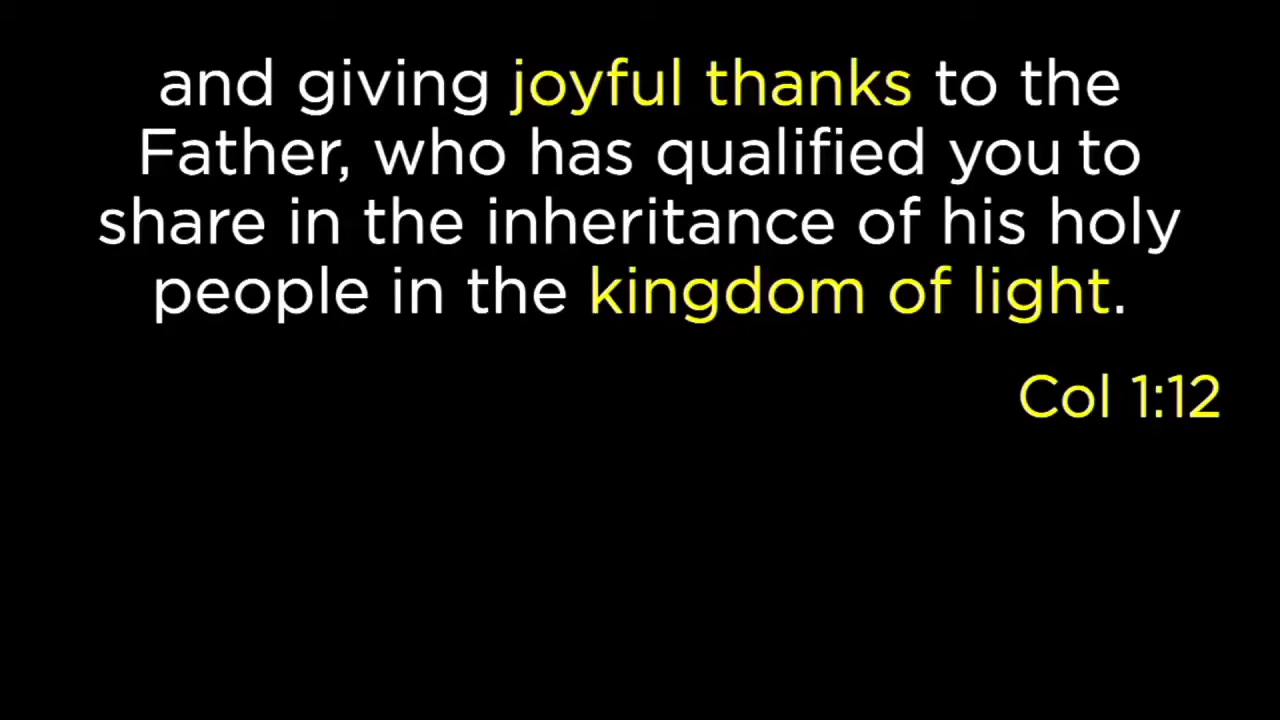 and giving joyful thanks to the
Father, who has qualified you to
share in the inheritance of his holy
people in the kingdom of light.
Col 1:12